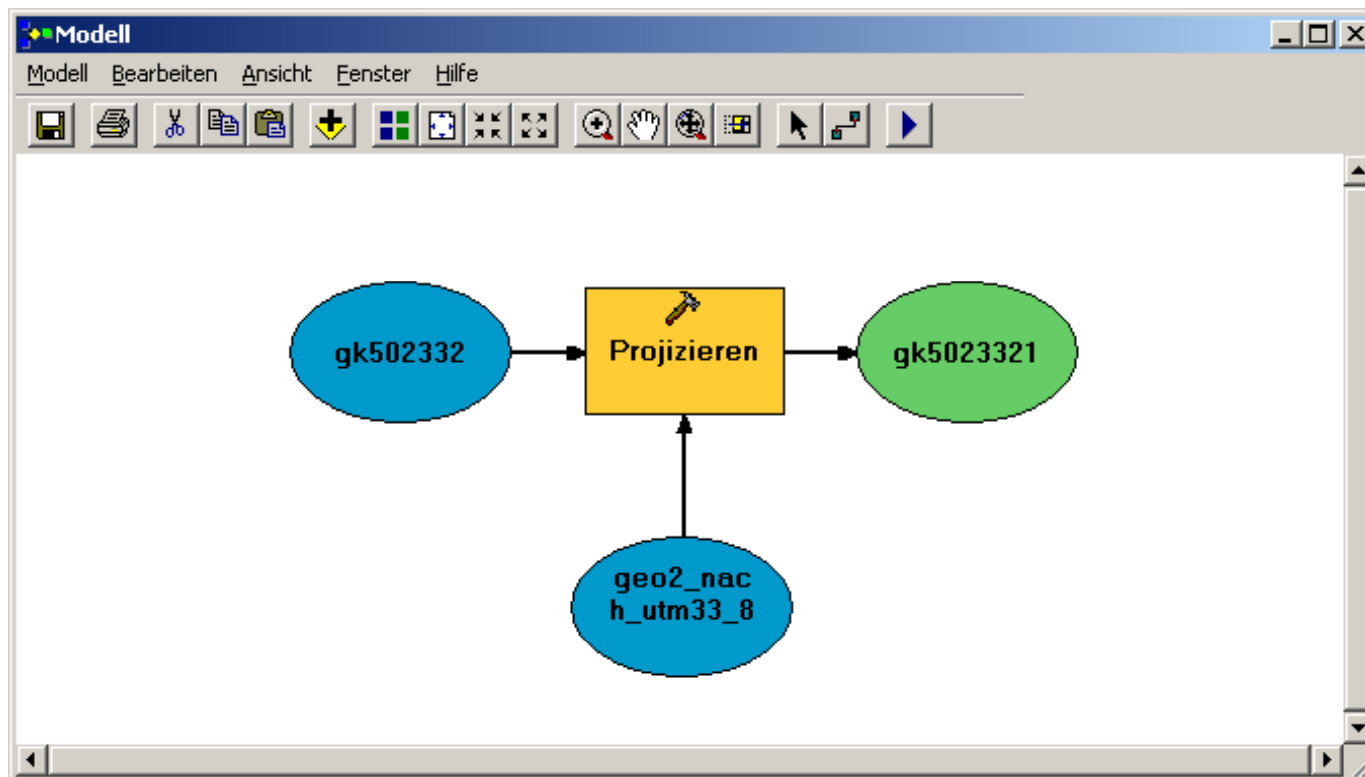 Modell
Modell Bearbeiten Ansicht Fenster Hilfe
gk502332
Projizieren
gk5023321
geo2_nac
h_utm33_8